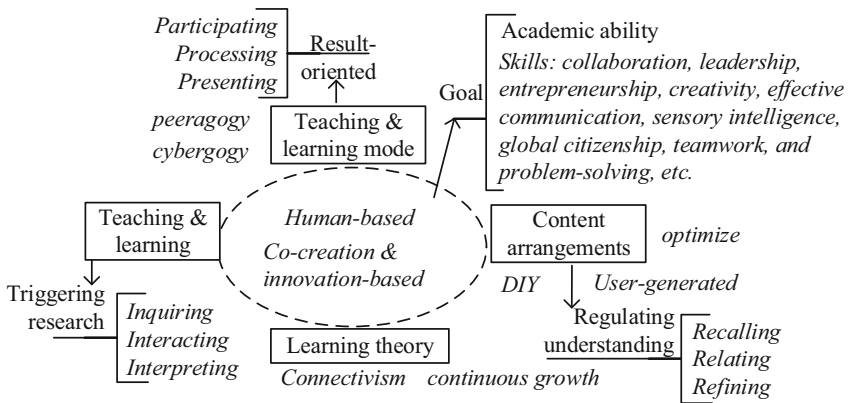 Participating
Processing
Presenting
Result-
oriented
Goal
Academic ability
Skills: collaboration, leadership,
entrepreneurship, creativity, effective
communication, sensory intelligence,
global citizenship, teamwork, and
problem-solving, etc.
peeragogy
cybergogy
Teaching &
learning mode
Teaching &
learning
Human-based
Co-creation &
innovation-based
Content
arrangements
optimize
DIY
User-generated
Triggering
research
Inquiring
Interacting
Interpreting
Regulating
understanding
Recalling
Relating
Refining
Learning theory
Connectivism continuous growth